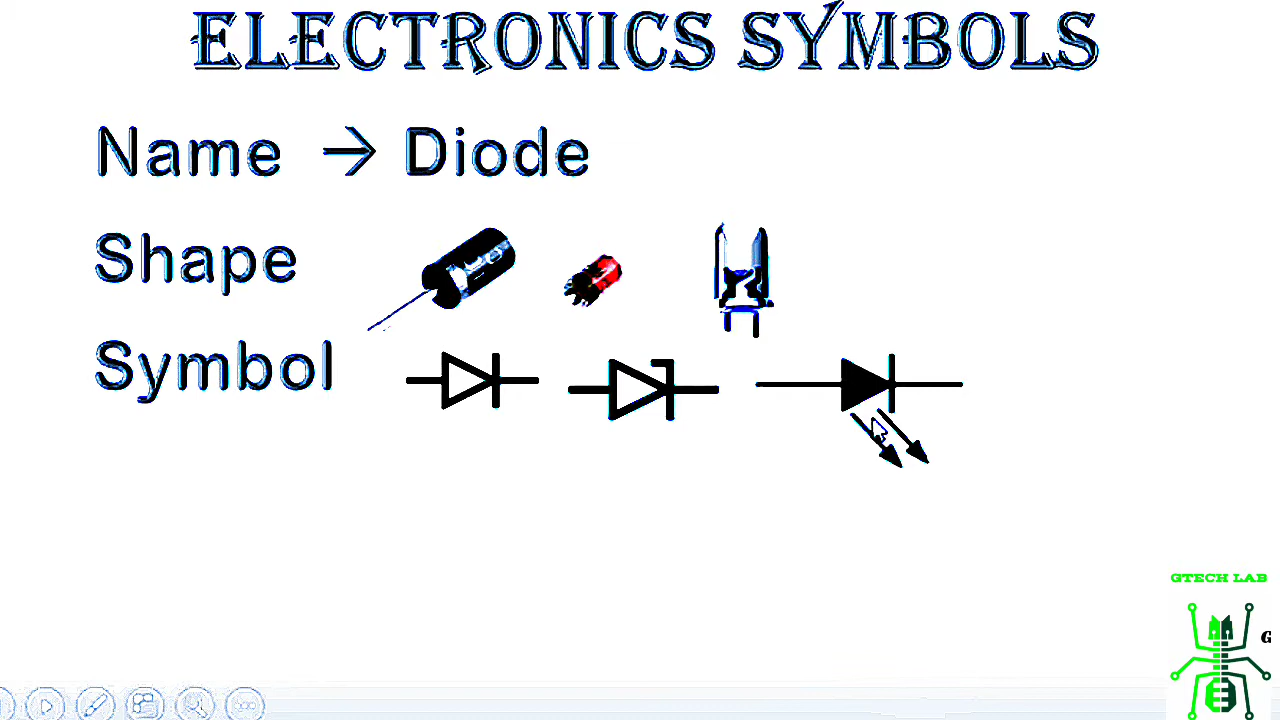 ELECTRONICS SYMBOLS
Name → Diode
Shape
Symbol
GTECH LAB
G